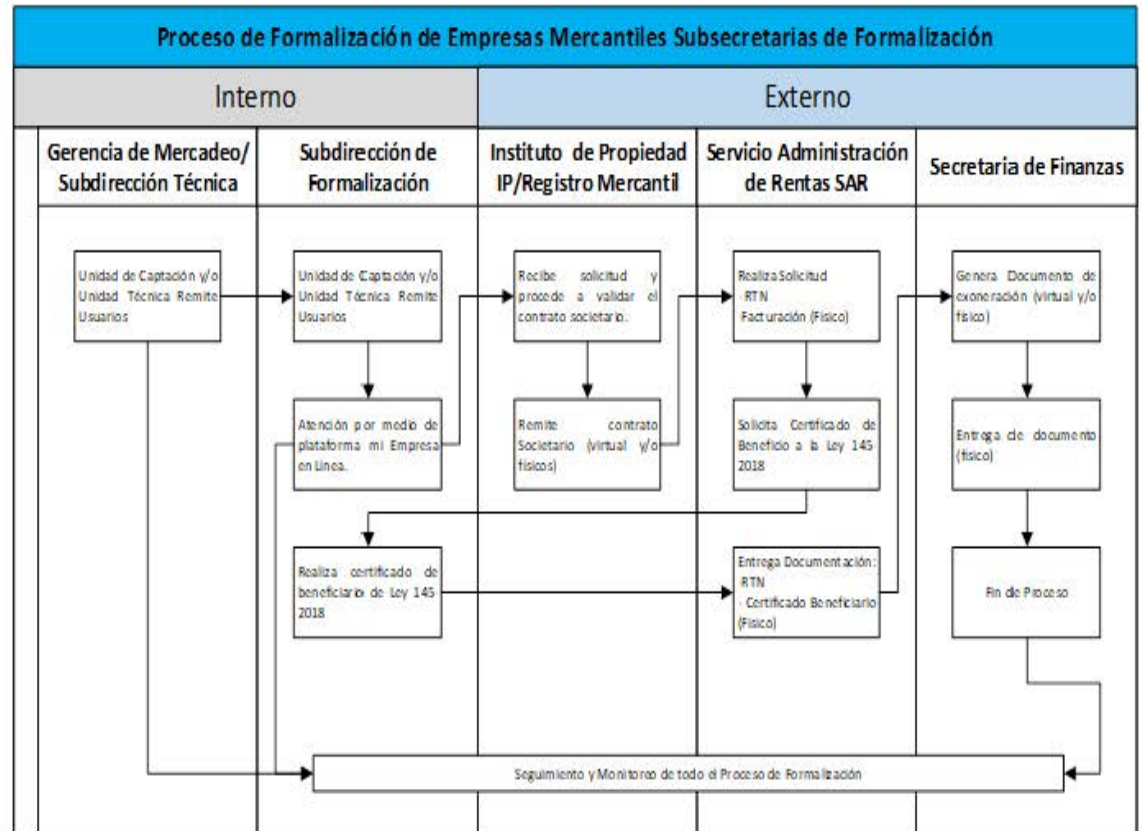 Proceso de Formalización de Empresas Mercantiles Subsecretarias de Formalización
Interno
Externo
Gerencia de Mercadeo/
Subdirección Técnica
Subdirección de
Formalización
Instituto de Propiedad
IP/Registro Mercantil
Servicio Administración
de Rentas SAR
Secretaria de Finanzas
Unidad de Captación y/o
Unidad Técnica Remite
Usuarios
Unidad de Captación y/o
Unidad Técnica Remite
Usuarios
Recibe solicitud y
procede a validar el
contrato societario.
Realiza Solicitud
·RTN
·Facturación (Físico)
Genera Documento de
exoneración (virtual y/o
físico)
Atención por medio de
plataforma mi Empresa
en Línea.
Remite contrato
Societario (virtual y/o
físicos)
Solicita Certificado de
Beneficio a la Ley 145
2018
Entrega de documento
(físico)
Realiza certificado de
beneficiario de Ley 145
2018
Entrega Documentación:
·RTN
· Certificado Beneficiario
(Físico)
Fin de Proceso
Seguimiento y Monitoreo de todo el Proceso de Formalización